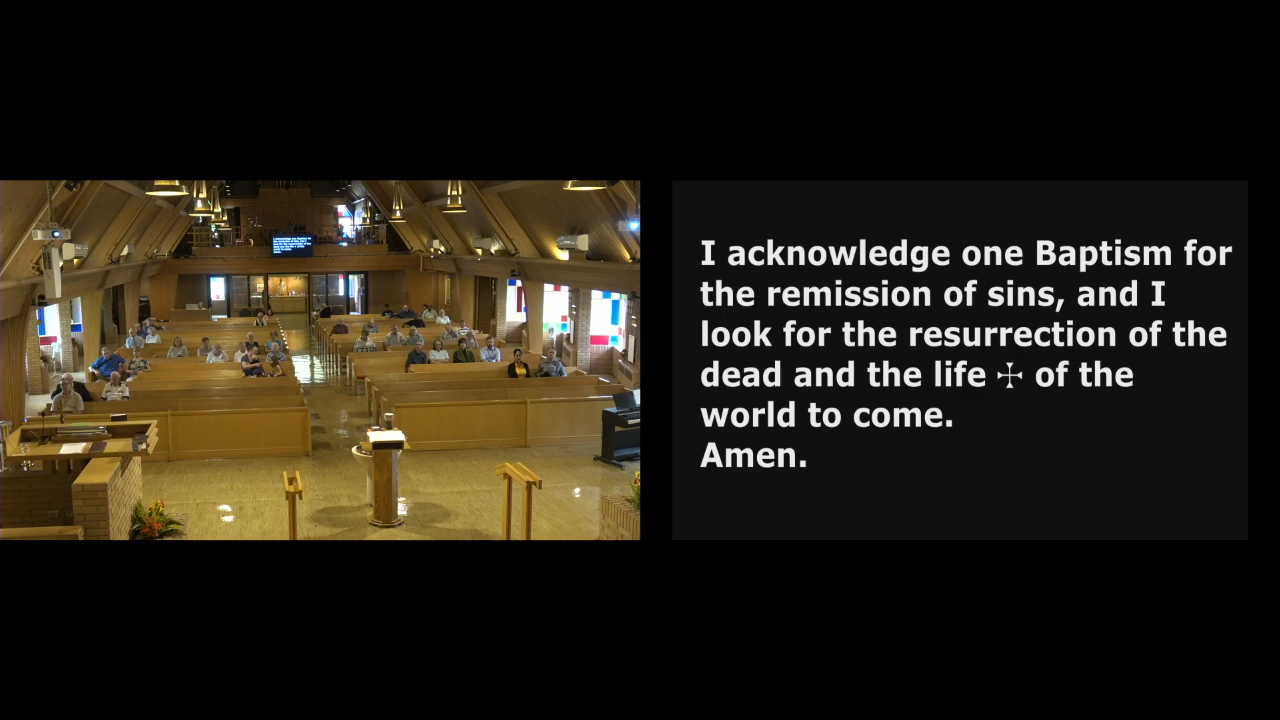 I acknowledge one Baptism for
the remission of sins, and I
look for the resurrection of the
dead and the life ♱ of the
world to come.
Amen.